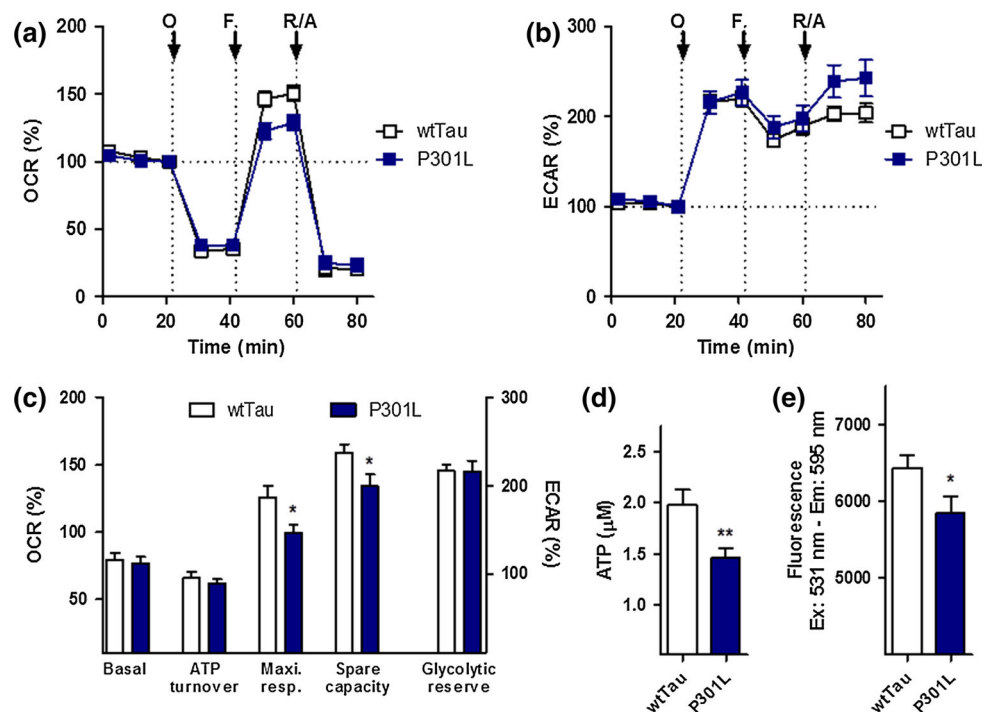 (a)
O F R/A
200
150
100
50
0
OCR (%)
0 20 40 60 80
Time (min)
wtTau
P301L
(b)
O F R/A
300
200
100
0
ECAR (%)
0 20 40 60 80
Time (min)
wtTau
P301L
(c)
wtTau P301L
200
150
100
50
OCR (%)
300
200
100
ECAR (%)
* *
Basal
ATP turnover
Maxi. resp.
Spare capacity
Glycolytic reserve
(d)
2.5
2.0
1.5
1.0
ATP (μM)
**
wtTau P301L
(e)
7000
6000
5000
Fluorescence
Ex: 531 nm - Em: 595 nm
*
wtTau P301L